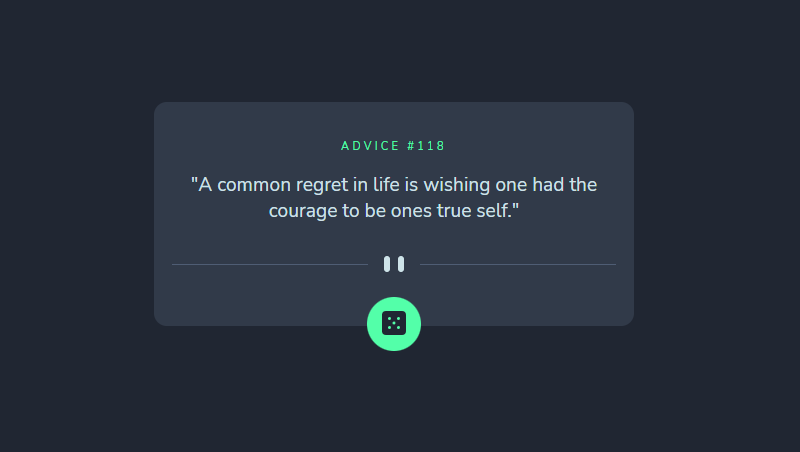 ADVICE #118
"A common regret in life is wishing one had the
courage to be ones true self."